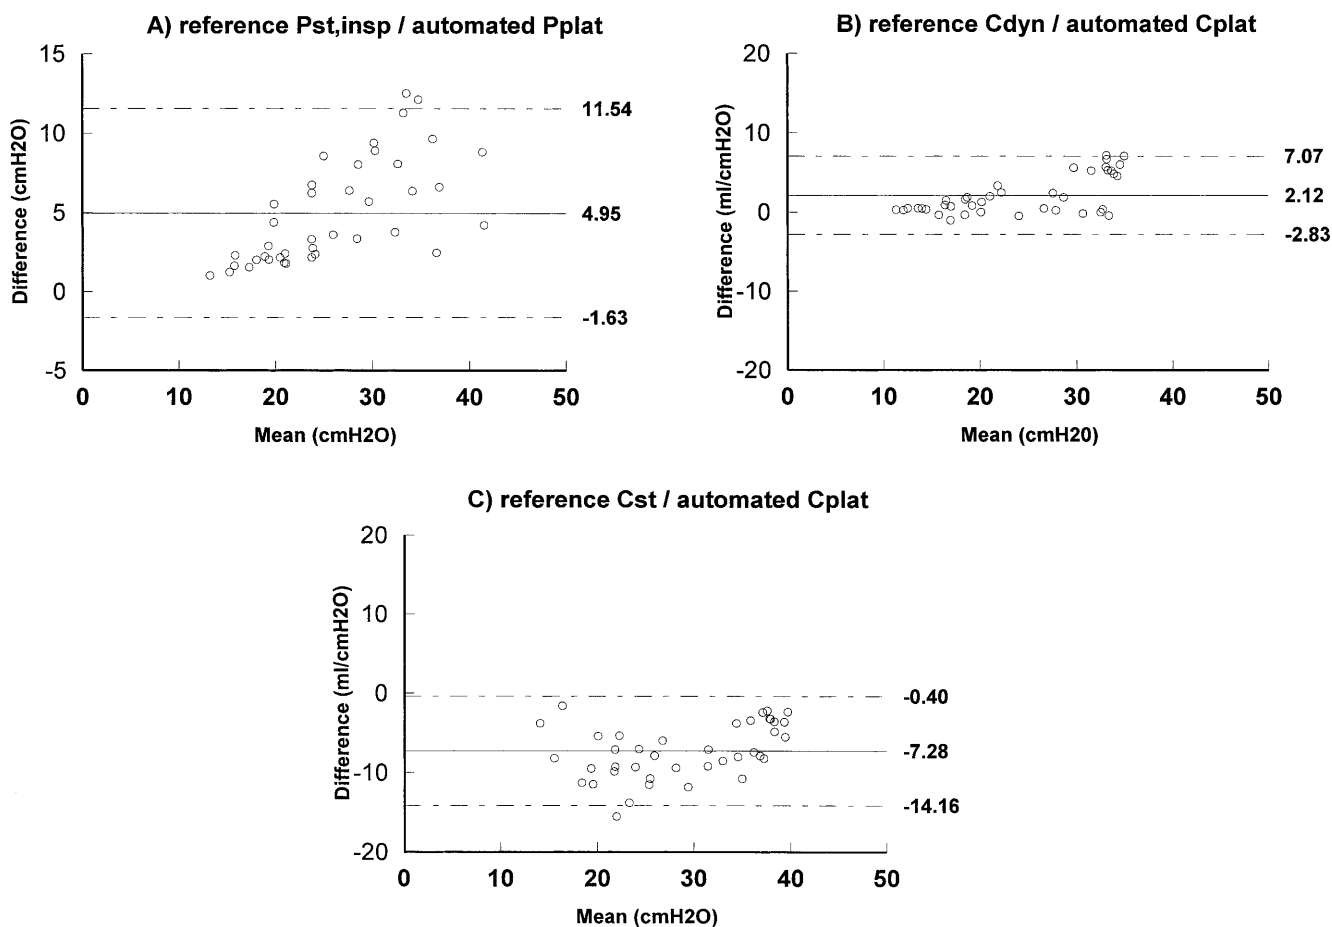 A) reference Pst,insp / automated Pplat
15
10
5
0
-5
Difference (cmH2O)
11.54
4.95
-1.63
0 10 20 30 40 50
Mean (cmH2O)
B) reference Cdyn / automated Cplat
20
10
0
-10
-20
Difference (ml/cmH2O)
7.07
2.12
-2.83
0 10 20 30 40 50
Mean (cmH20)
C) reference Cst / automated Cplat
20
10
0
-10
-20
Difference (ml/cmH2O)
-0.40
-7.28
-14.16
0 10 20 30 40 50
Mean (cmH2O)